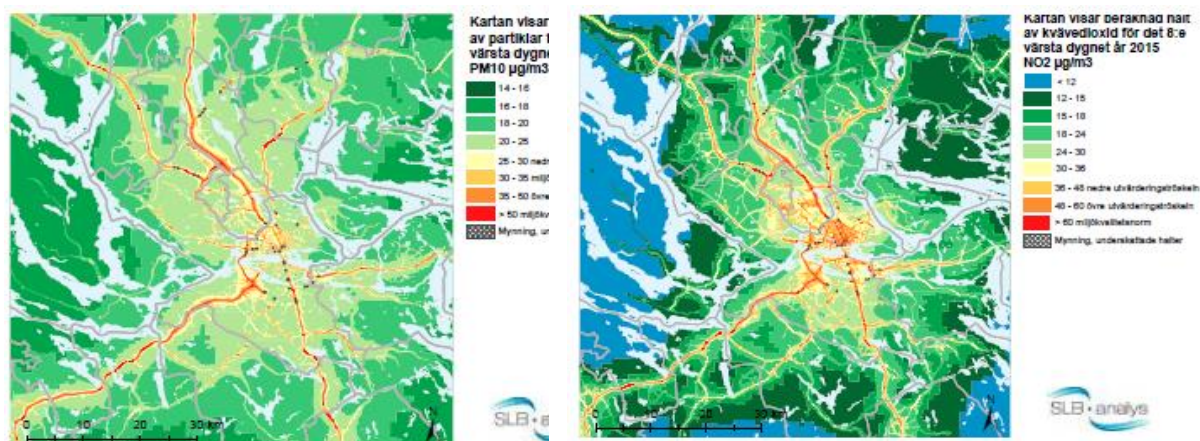 Kartan visar
av partiklar f
värsta dygne
PM10 µg/m3
14 - 16
16 - 18
18 - 20
20 - 25
25 - 30 nedr
30 - 35 miljö
35 - 50 övre
> 50 miljökv
Mynning, un
0 10 20 30 km
N
SLB · a
Kartan visar beräknad halt
av kvävedioxid för det 8:e
värsta dygnet år 2015
NO2 µg/m3
< 12
12 - 15
15 - 18
18 - 24
24 - 30
30 - 36
36 - 48 nedre utvärderingströskeln
48 - 60 övre utvärderingströskeln
> 60 miljökvalitetsnorm
Mynning, underskattade halter
0 10 20 30 km
N
SLB · analys